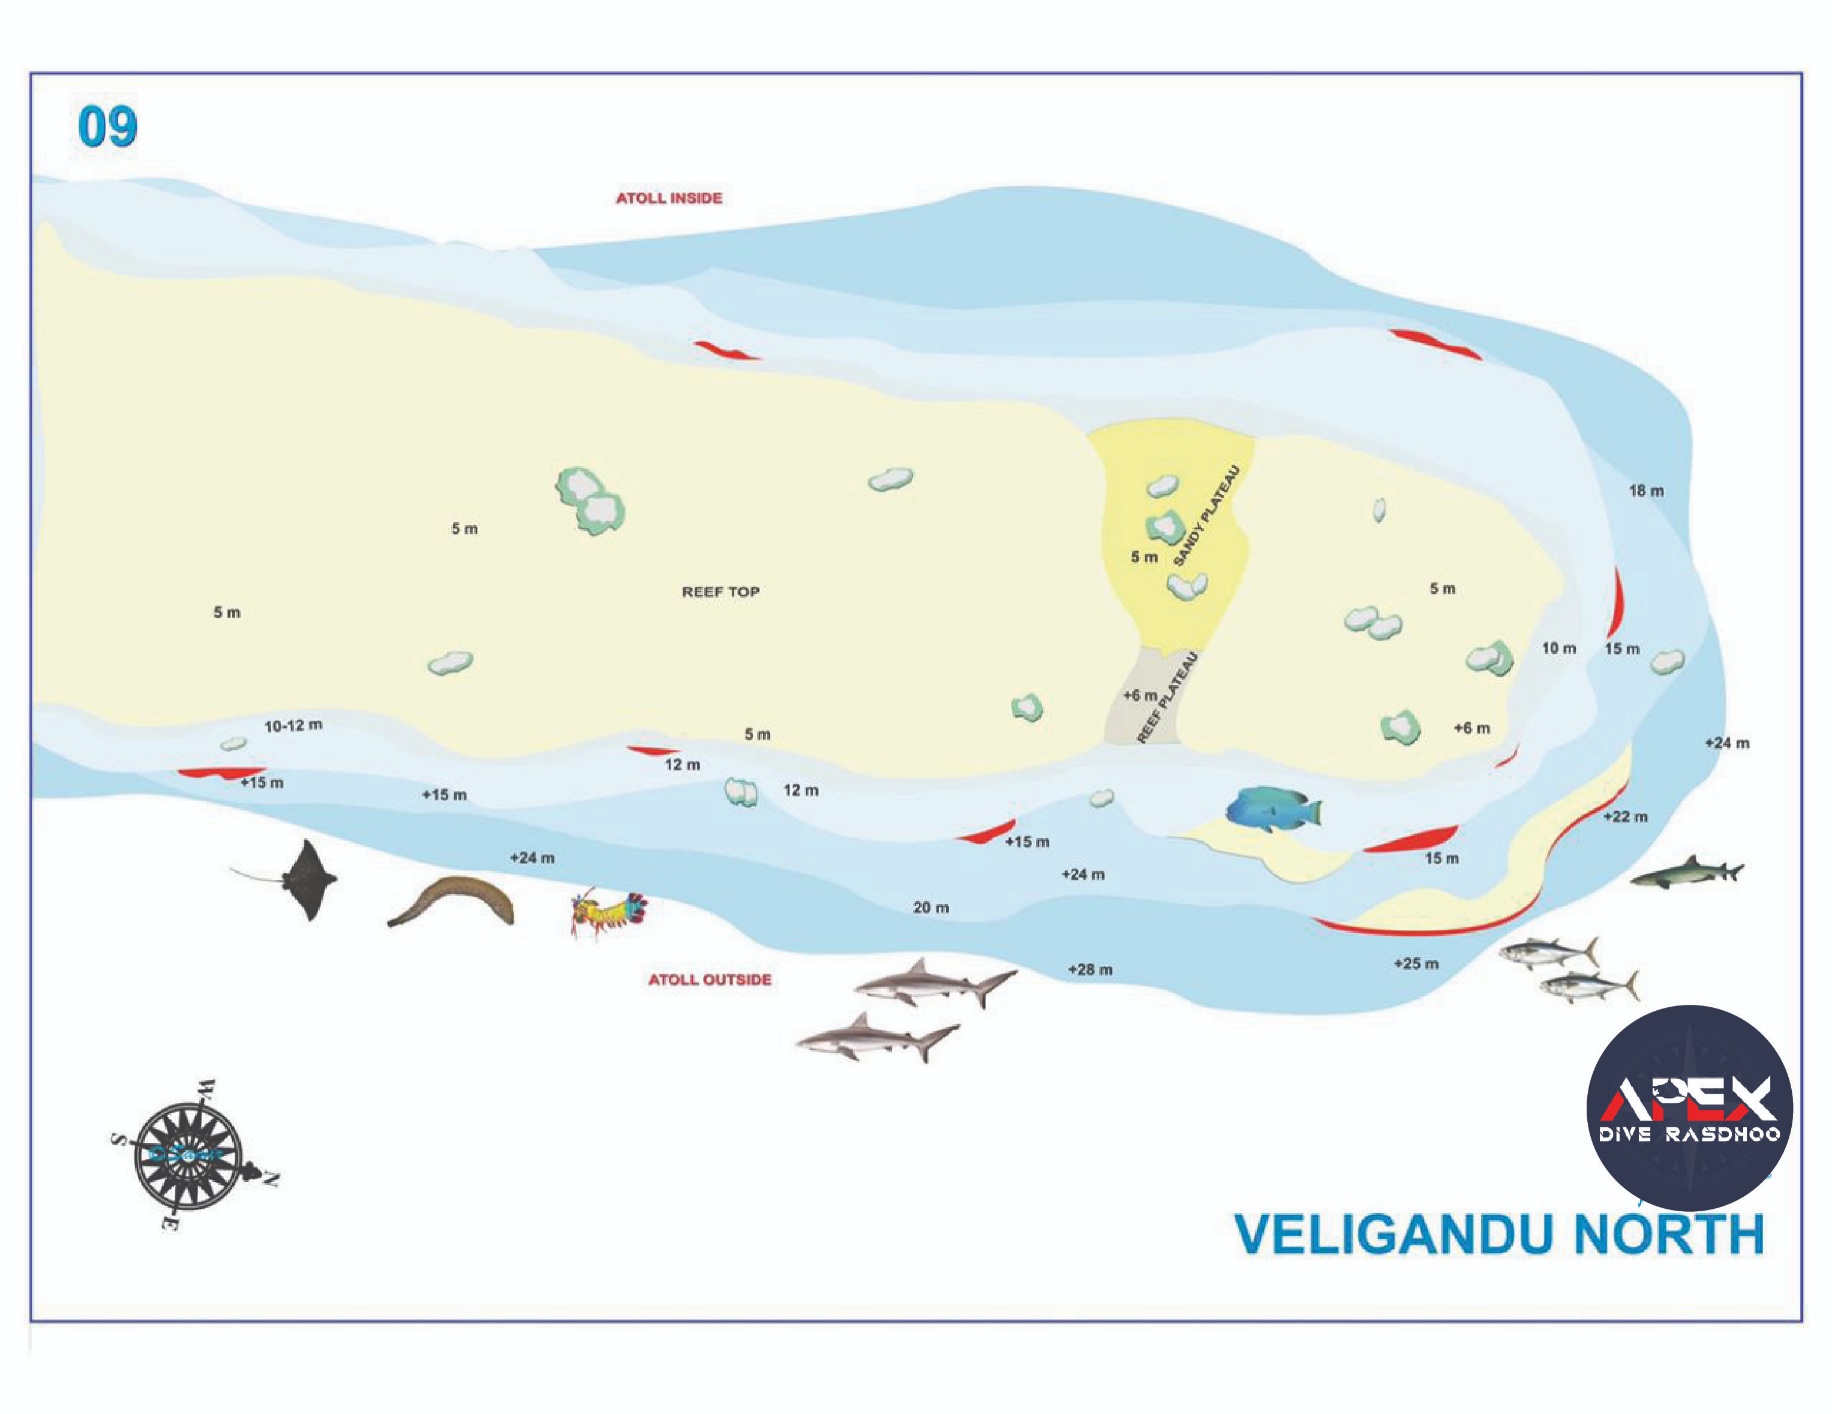 09
ATOLL INSIDE
18 m
5 m
SANDY PLATEAU
5 m
REEF TOP
5 m
5 m
10 m
15 m
+6 m
REEF PLATEAU
10-12 m
5 m
+6 m
+24 m
12 m
+15 m
+15 m
12 m
+22 m
+15 m
15 m
+24 m
+24 m
20 m
+25 m
+28 m
ATOLL OUTSIDE
W
S
N
E
APEX
DIVE RASDHOO
VELIGANDU NORTH